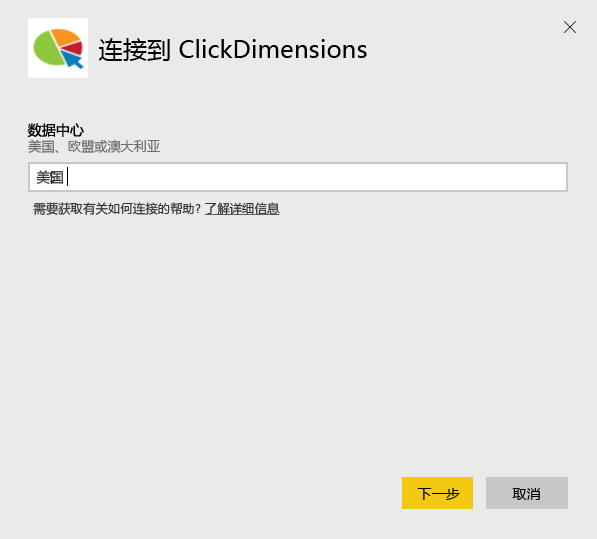 连接到 ClickDimensions
数据中心
美国、欧盟或澳大利亚
美国
需要获取有关如何连接的帮助? 了解详细信息
下一步
取消